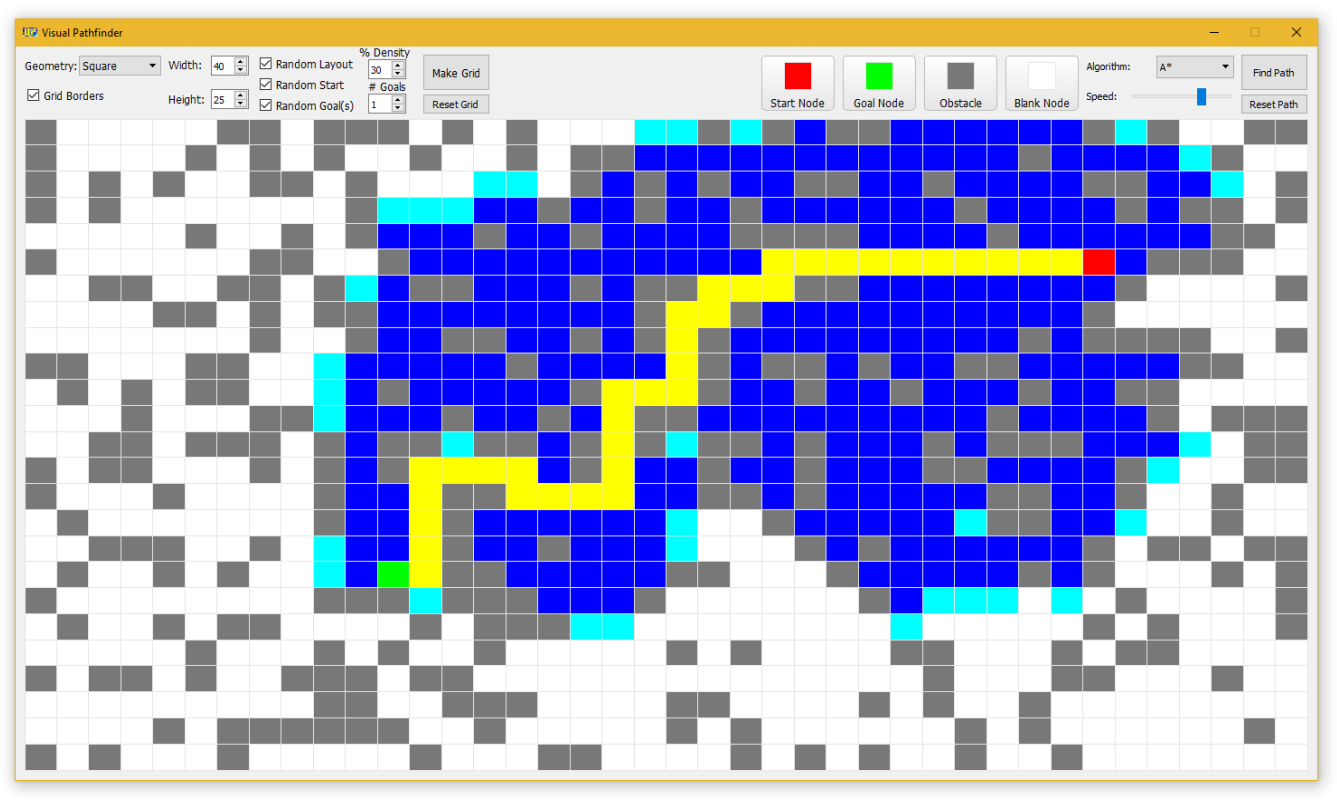 Visual Pathfinder
Geometry: Square
Width: 40
Random Layout
% Density
30
Make Grid
Grid Borders
Height: 25
Random Start
Random Goal(s)
# Goals
1
Reset Grid
Start Node
Goal Node
Obstacle
Blank Node
Algorithm: A*
Find Path
Speed:
Reset Path